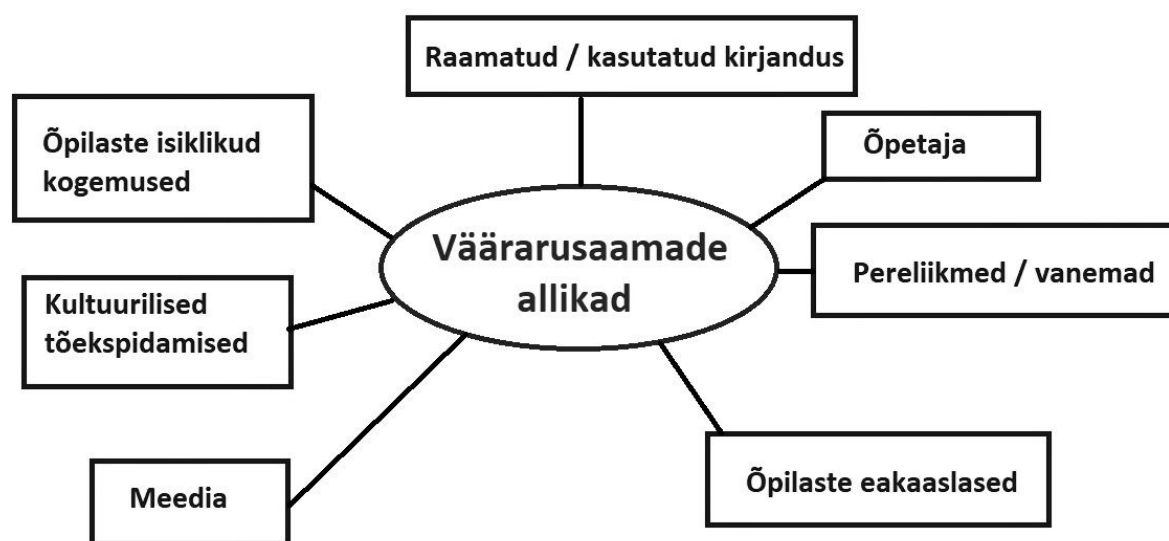 Raamatud / kasutatud kirjandus
Õpilaste isiklikud
kogemused
Õpetaja
Väärarusaamade
allikad
Pereliikmed / vanemad
Kultuurilised
tõekspidamised
Meedia
Õpilaste eakaaslased